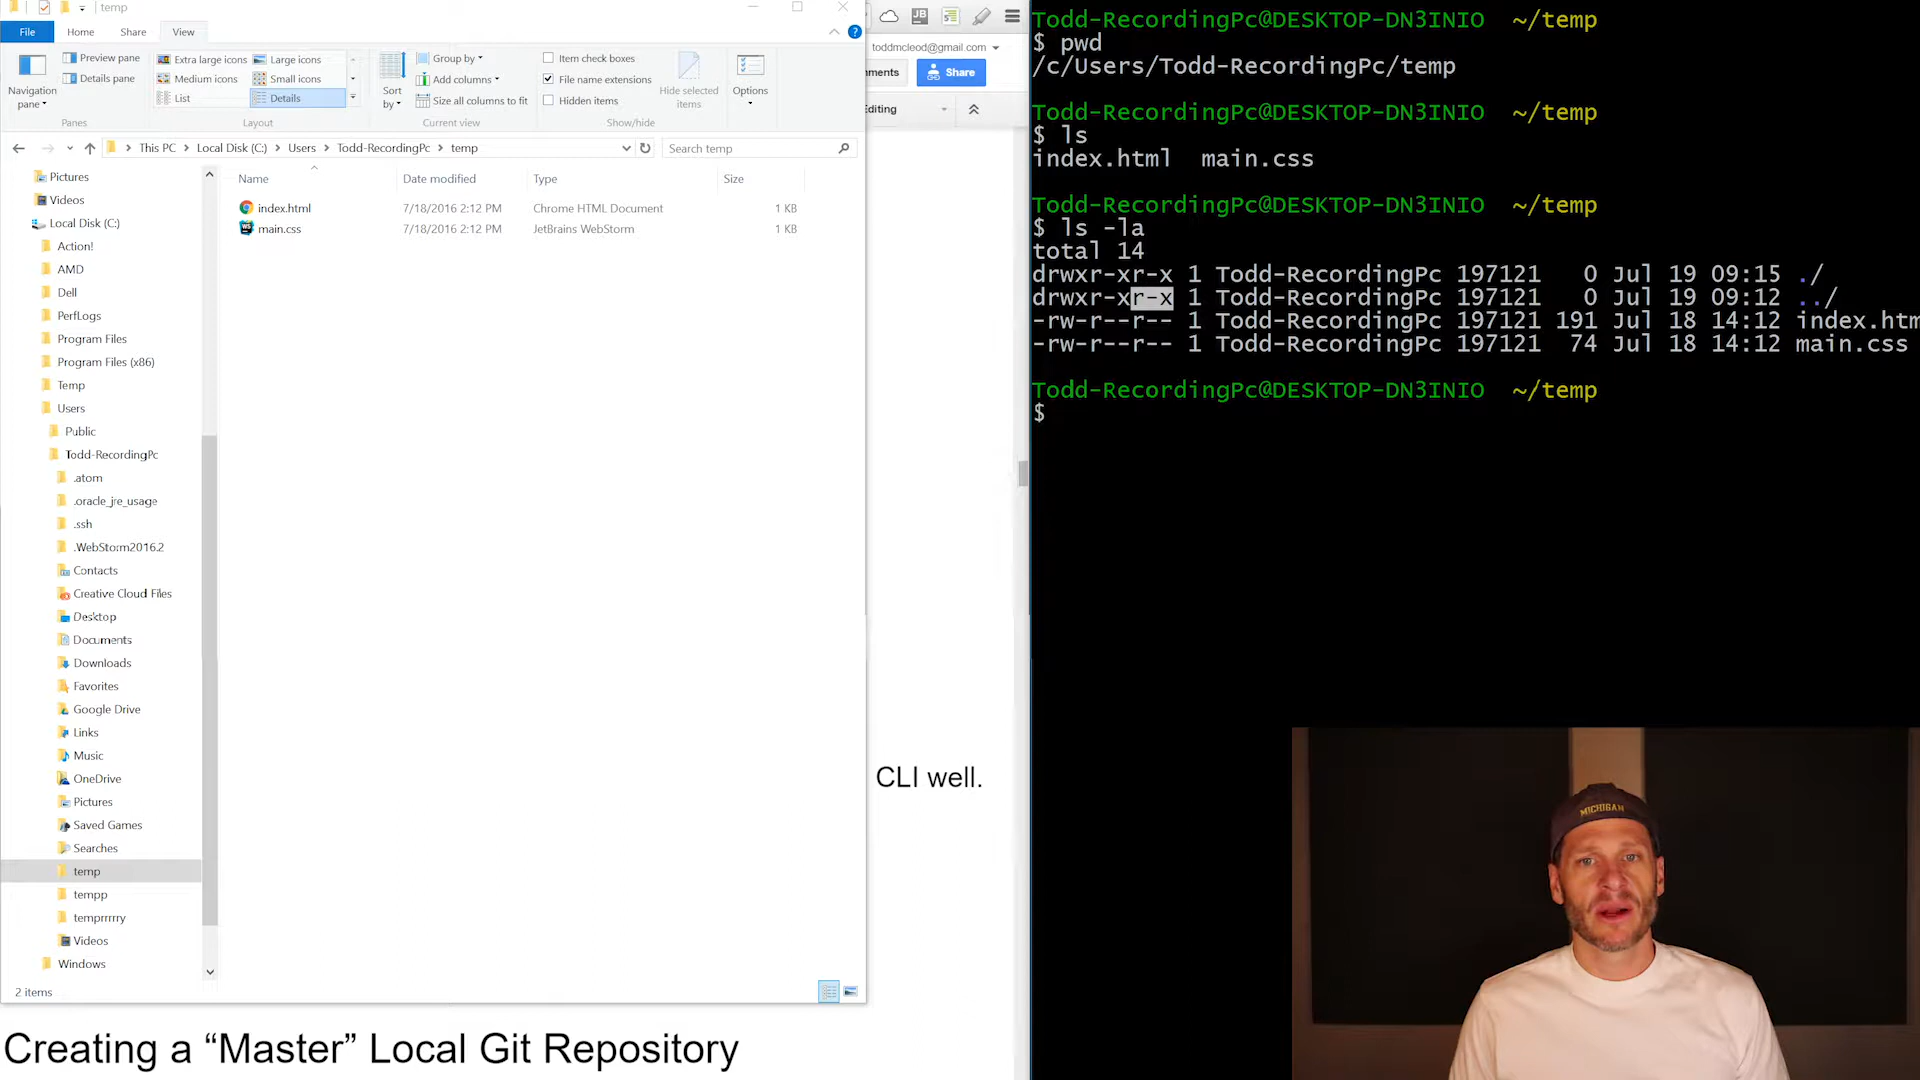 temp
File Home Share View
Navigation pane
Preview pane
Details pane
Panes
Extra large icons
Large icons
Medium icons
Small icons
List
Details
Layout
Sort by
Group by
Add columns
Size all columns to fit
Current view
Item check boxes
File name extensions
Hidden items
Hide selected items
Show/hide
Options
This PC Local Disk (C:) Users Todd-RecordingPc temp
Search temp
Pictures
Videos
Local Disk (C:)
Action!
AMD
Dell
PerfLogs
Program Files
Program Files (x86)
Temp
Users
Public
Todd-RecordingPc
.atom
.oracle_jre_usage
.ssh
.WebStorm2016.2
Contacts
Creative Cloud Files
Desktop
Documents
Downloads
Favorites
Google Drive
Links
Music
OneDrive
Pictures
Saved Games
Searches
temp
tempp
temprrrrry
Videos
Windows
2 items
Name Date modified Type Size
index.html 7/18/2016 2:12 PM Chrome HTML Document 1 KB
main.css 7/18/2016 2:12 PM JetBrains WebStorm 1 KB
JB
toddmcleod@gmail.com
mments
Share
Editing
CLI well.
Creating a “Master” Local Git Repository
Todd-RecordingPc@DESKTOP-DN3INIO ~/temp
$ pwd
/c/Users/Todd-RecordingPc/temp
Todd-RecordingPc@DESKTOP-DN3INIO ~/temp
$ ls
index.html main.css
Todd-RecordingPc@DESKTOP-DN3INIO ~/temp
$ ls -la
total 14
drwxr-xr-x 1 Todd-RecordingPc 197121 0 Jul 19 09:15 ./
drwxr-xr-x 1 Todd-RecordingPc 197121 0 Jul 19 09:12 ../
-rw-r--r-- 1 Todd-RecordingPc 197121 191 Jul 18 14:12 index.htm
-rw-r--r-- 1 Todd-RecordingPc 197121 74 Jul 18 14:12 main.css
Todd-RecordingPc@DESKTOP-DN3INIO ~/temp
$
MICHIGAN